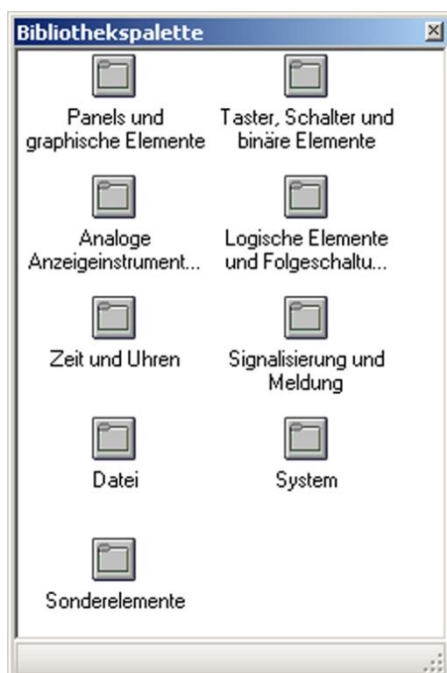 Bibliothekspalette
Panels und
graphische Elemente
Taster, Schalter und
binäre Elemente
Analoge
Anzeigeinstrument...
Logische Elemente
und Folgeschaltu...
Zeit und Uhren
Signalisierung und
Meldung
Datei
System
Sonderelemente